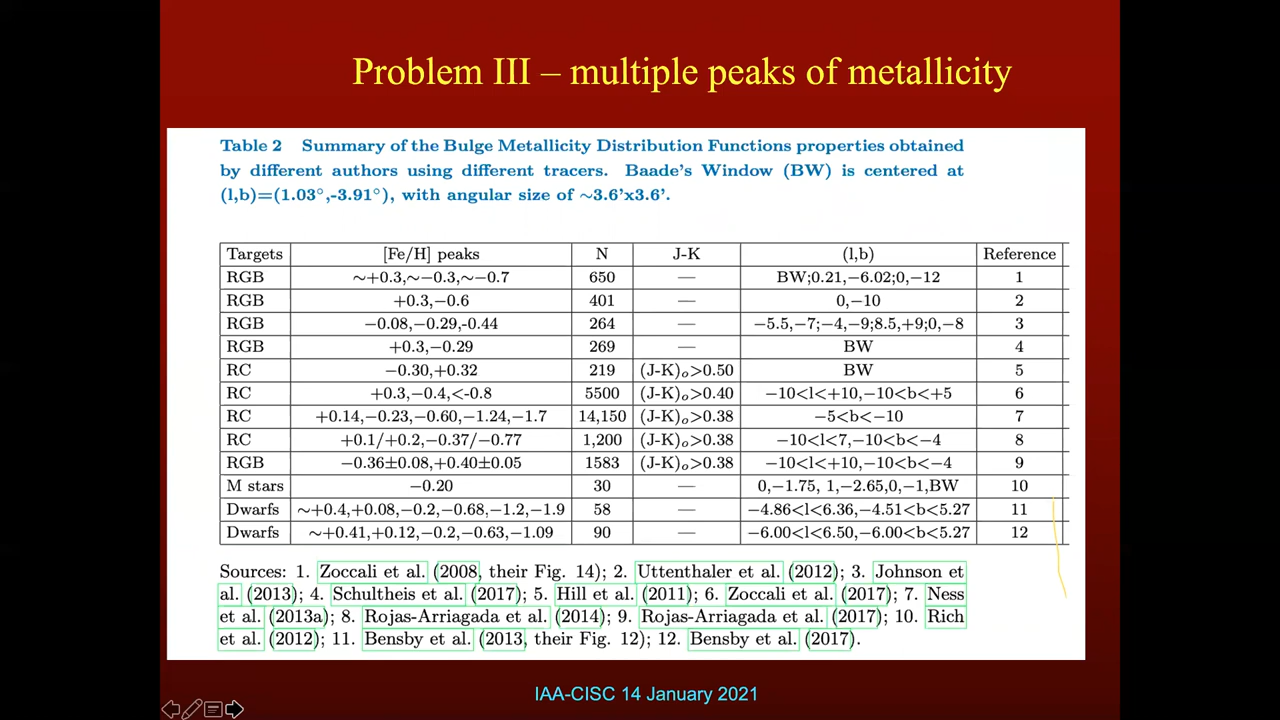 Problem III – multiple peaks of metallicity
Table 2 Summary of the Bulge Metallicity Distribution Functions properties obtained
by different authors using different tracers. Baade's Window (BW) is centered at
(l,b)=(1.03°,-3.91°), with angular size of ~3.6'x3.6'.
Targets [Fe/H] peaks N J-K (l,b) Reference
RGB ~+0.3,~−0.3,~−0.7 650 — BW;0.21,−6.02;0,−12 1
RGB +0.3,−0.6 401 — 0,−10 2
RGB −0.08,−0.29,-0.44 264 — −5.5,−7;−4,−9;8.5,+9;0,−8 3
RGB +0.3,−0.29 269 — BW 4
RC −0.30,+0.32 219 (J-K)ₒ>0.50 BW 5
RC +0.3,−0.4,<-0.8 5500 (J-K)ₒ>0.40 −10<l<+10,−10<b<+5 6
RC +0.14,−0.23,−0.60,−1.24,−1.7 14,150 (J-K)ₒ>0.38 −5<b<−10 7
RC +0.1/+0.2,−0.37/−0.77 1,200 (J-K)ₒ>0.38 −10<l<7,−10<b<−4 8
RGB −0.36±0.08,+0.40±0.05 1583 (J-K)ₒ>0.38 −10<l<+10,−10<b<−4 9
M stars −0.20 30 — 0,−1.75, 1,−2.65,0,−1,BW 10
Dwarfs ~+0.4,+0.08,−0.2,−0.68,−1.2,−1.9 58 — −4.86<l<6.36,−4.51<b<5.27 11
Dwarfs ~+0.41,+0.12,−0.2,−0.63,−1.09 90 — −6.00<l<6.50,−6.00<b<5.27 12
Sources: 1. Zoccali et al. (2008, their Fig. 14); 2. Uttenthaler et al. (2012); 3. Johnson et
al. (2013); 4. Schultheis et al. (2017); 5. Hill et al. (2011); 6. Zoccali et al. (2017); 7. Ness
et al. (2013a); 8. Rojas-Arriagada et al. (2014); 9. Rojas-Arriagada et al. (2017); 10. Rich
et al. (2012); 11. Bensby et al. (2013, their Fig. 12); 12. Bensby et al. (2017).
IAA-CISC 14 January 2021